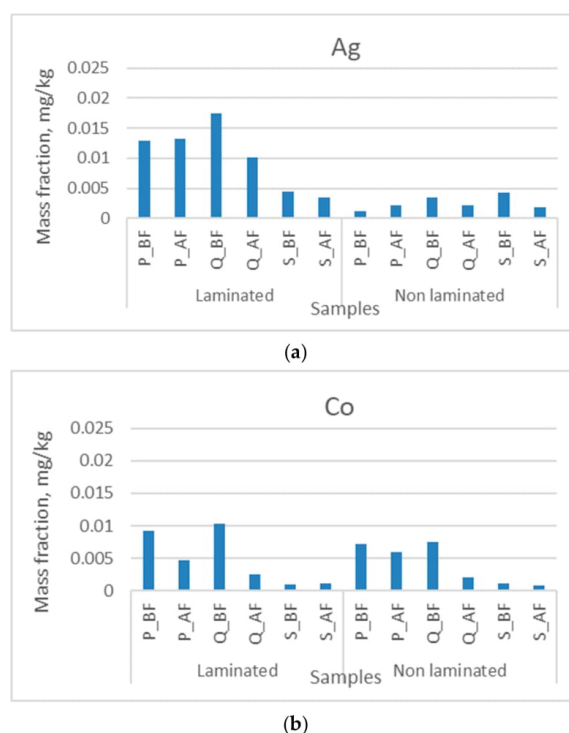 Ag
Mass fraction, mg/kg
0.025
0.02
0.015
0.01
0.005
0
P_BF
P_AF
Q_BF
Q_AF
S_BF
S_AF
P_BF
P_AF
Q_BF
Q_AF
S_BF
S_AF
Laminated
Non laminated
Samples
(a)
Co
Mass fraction, mg/kg
0.025
0.02
0.015
0.01
0.005
0
P_BF
P_AF
Q_BF
Q_AF
S_BF
S_AF
P_BF
P_AF
Q_BF
Q_AF
S_BF
S_AF
Laminated
Non laminated
Samples
(b)